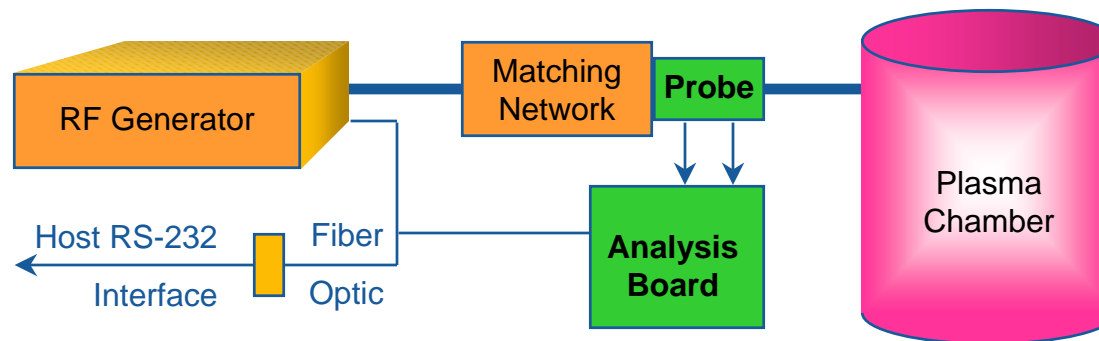 RF Generator
Matching
Network
Probe
Plasma
Chamber
Analysis
Board
Host RS-232
Interface
Fiber
Optic